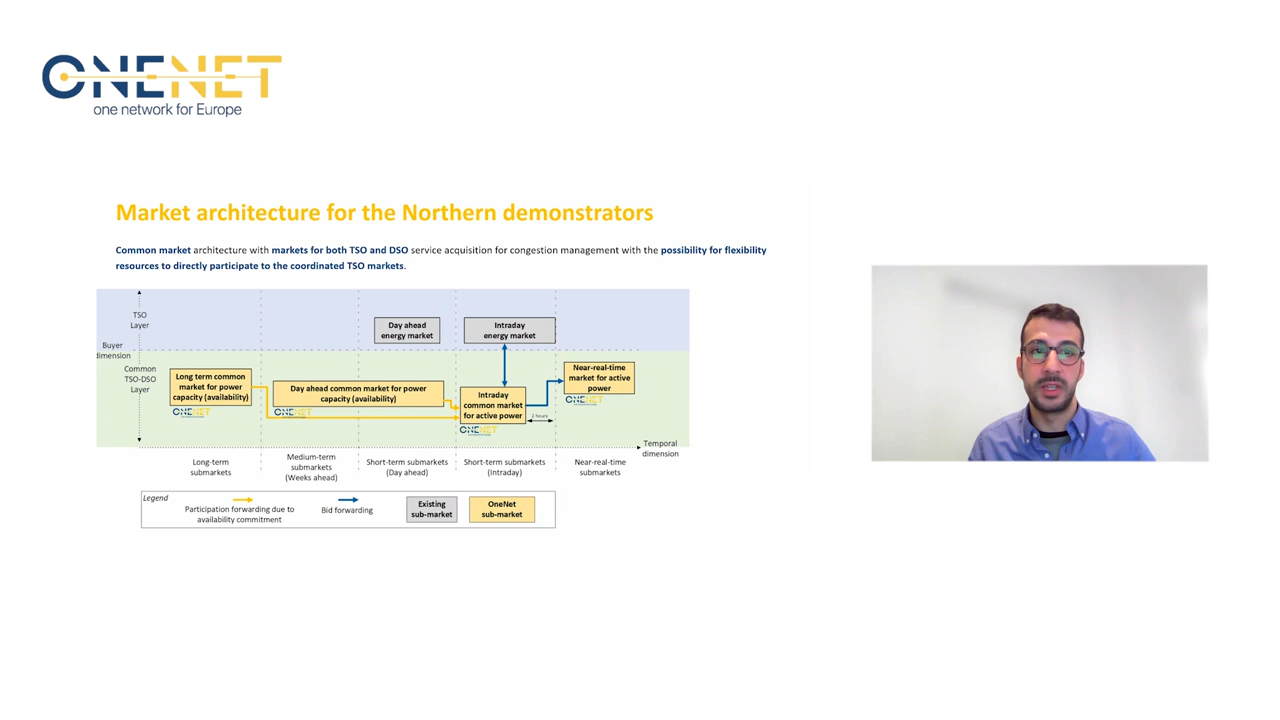 ONENET
one network for Europe
Market architecture for the Northern demonstrators
Common market architecture with markets for both TSO and DSO service acquisition for congestion management with the possibility for flexibility
resources to directly participate to the coordinated TSO markets.
TSO
Layer
Day ahead
energy market
Intraday
energy market
Buyer
dimension
Common
TSO-DSO
Layer
Long term common
market for power
capacity (availability)
ONENET
Day ahead common market for power
capacity (availability)
ONENET
Intraday
common market
for active power
ONENET
2 hours
Near-real-time
market for active
power
ONENET
Temporal
dimension
Long-term
submarkets
Medium-term
submarkets
(Weeks ahead)
Short-term submarkets
(Day ahead)
Short-term submarkets
(Intraday)
Near-real-time
submarkets
Legend
Participation forwarding due to
availability commitment
Bid forwarding
Existing
sub-market
OneNet
sub-market